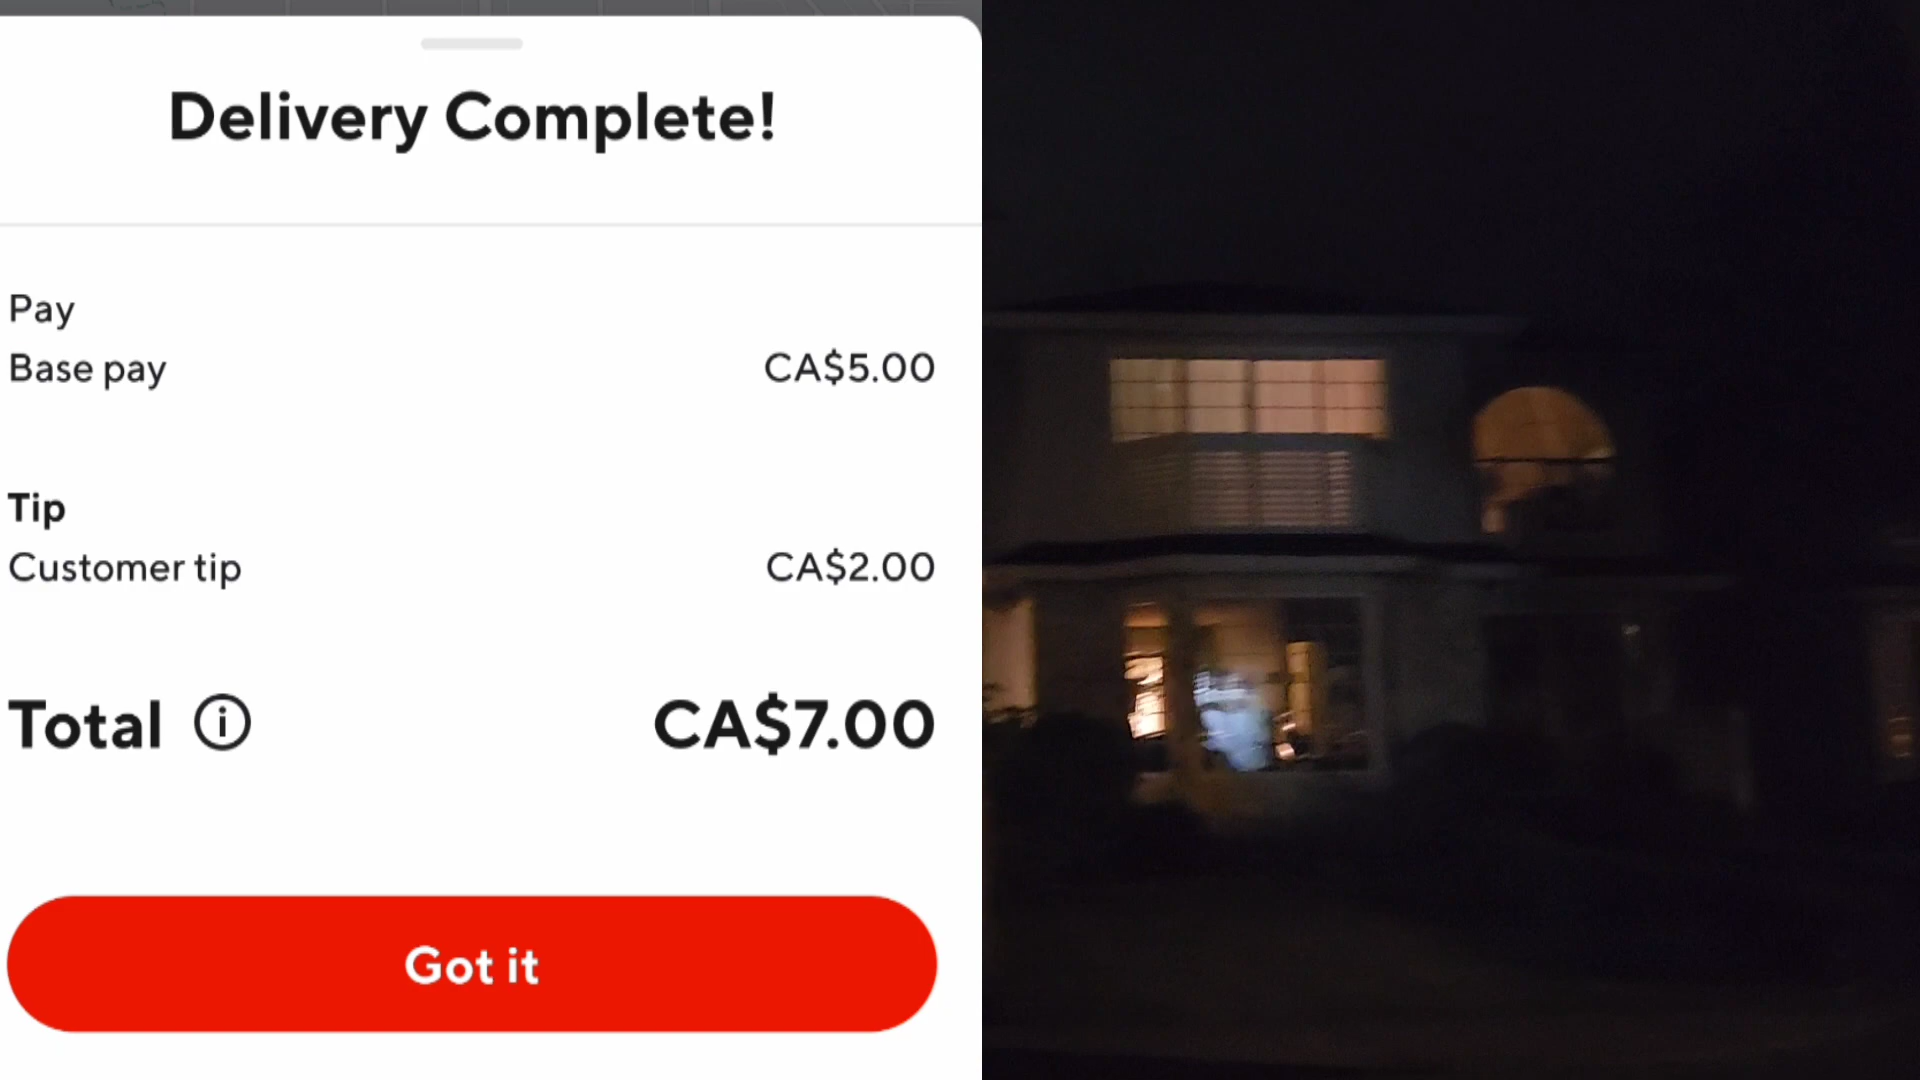 Delivery Complete!
Pay
Base pay CA$5.00
Tip
Customer tip CA$2.00
Total CA$7.00
Got it